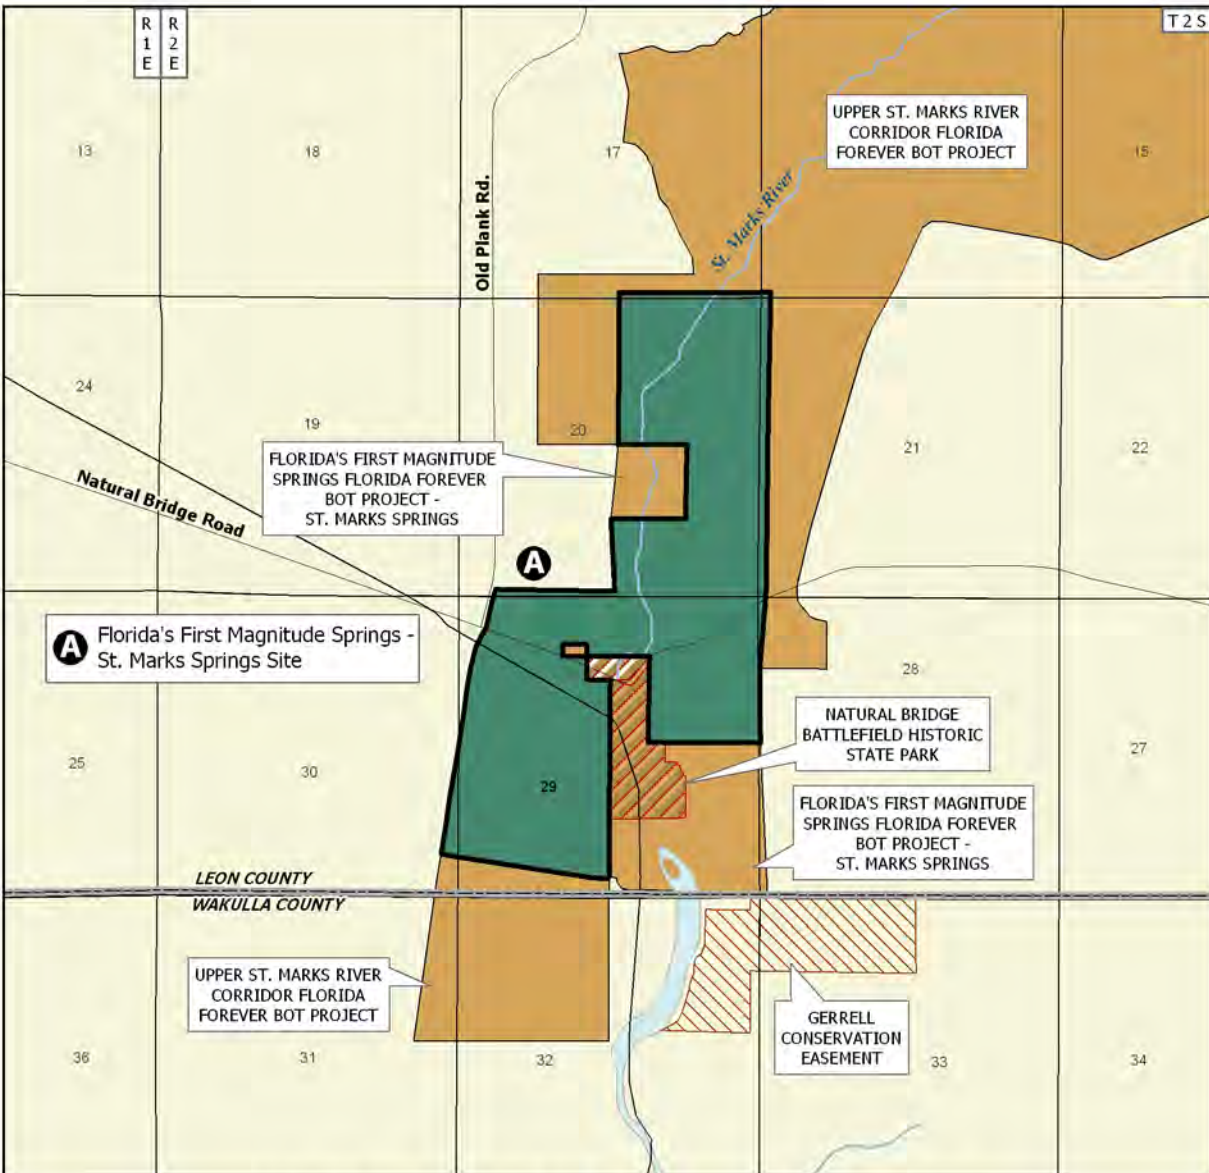 R
1
E
R
2
E
T 2 S
UPPER ST. MARKS RIVER
CORRIDOR FLORIDA
FOREVER BOT PROJECT
13
18
17
15
Old Plank Rd.
St. Marks River
24
19
20
21
22
FLORIDA'S FIRST MAGNITUDE
SPRINGS FLORIDA FOREVER
BOT PROJECT -
ST. MARKS SPRINGS
Natural Bridge Road
A
A
Florida's First Magnitude Springs -
St. Marks Springs Site
28
NATURAL BRIDGE
BATTLEFIELD HISTORIC
STATE PARK
25
30
29
27
FLORIDA'S FIRST MAGNITUDE
SPRINGS FLORIDA FOREVER
BOT PROJECT -
ST. MARKS SPRINGS
LEON COUNTY
WAKULLA COUNTY
UPPER ST. MARKS RIVER
CORRIDOR FLORIDA
FOREVER BOT PROJECT
GERRELL
CONSERVATION
EASEMENT
36
31
32
33
34